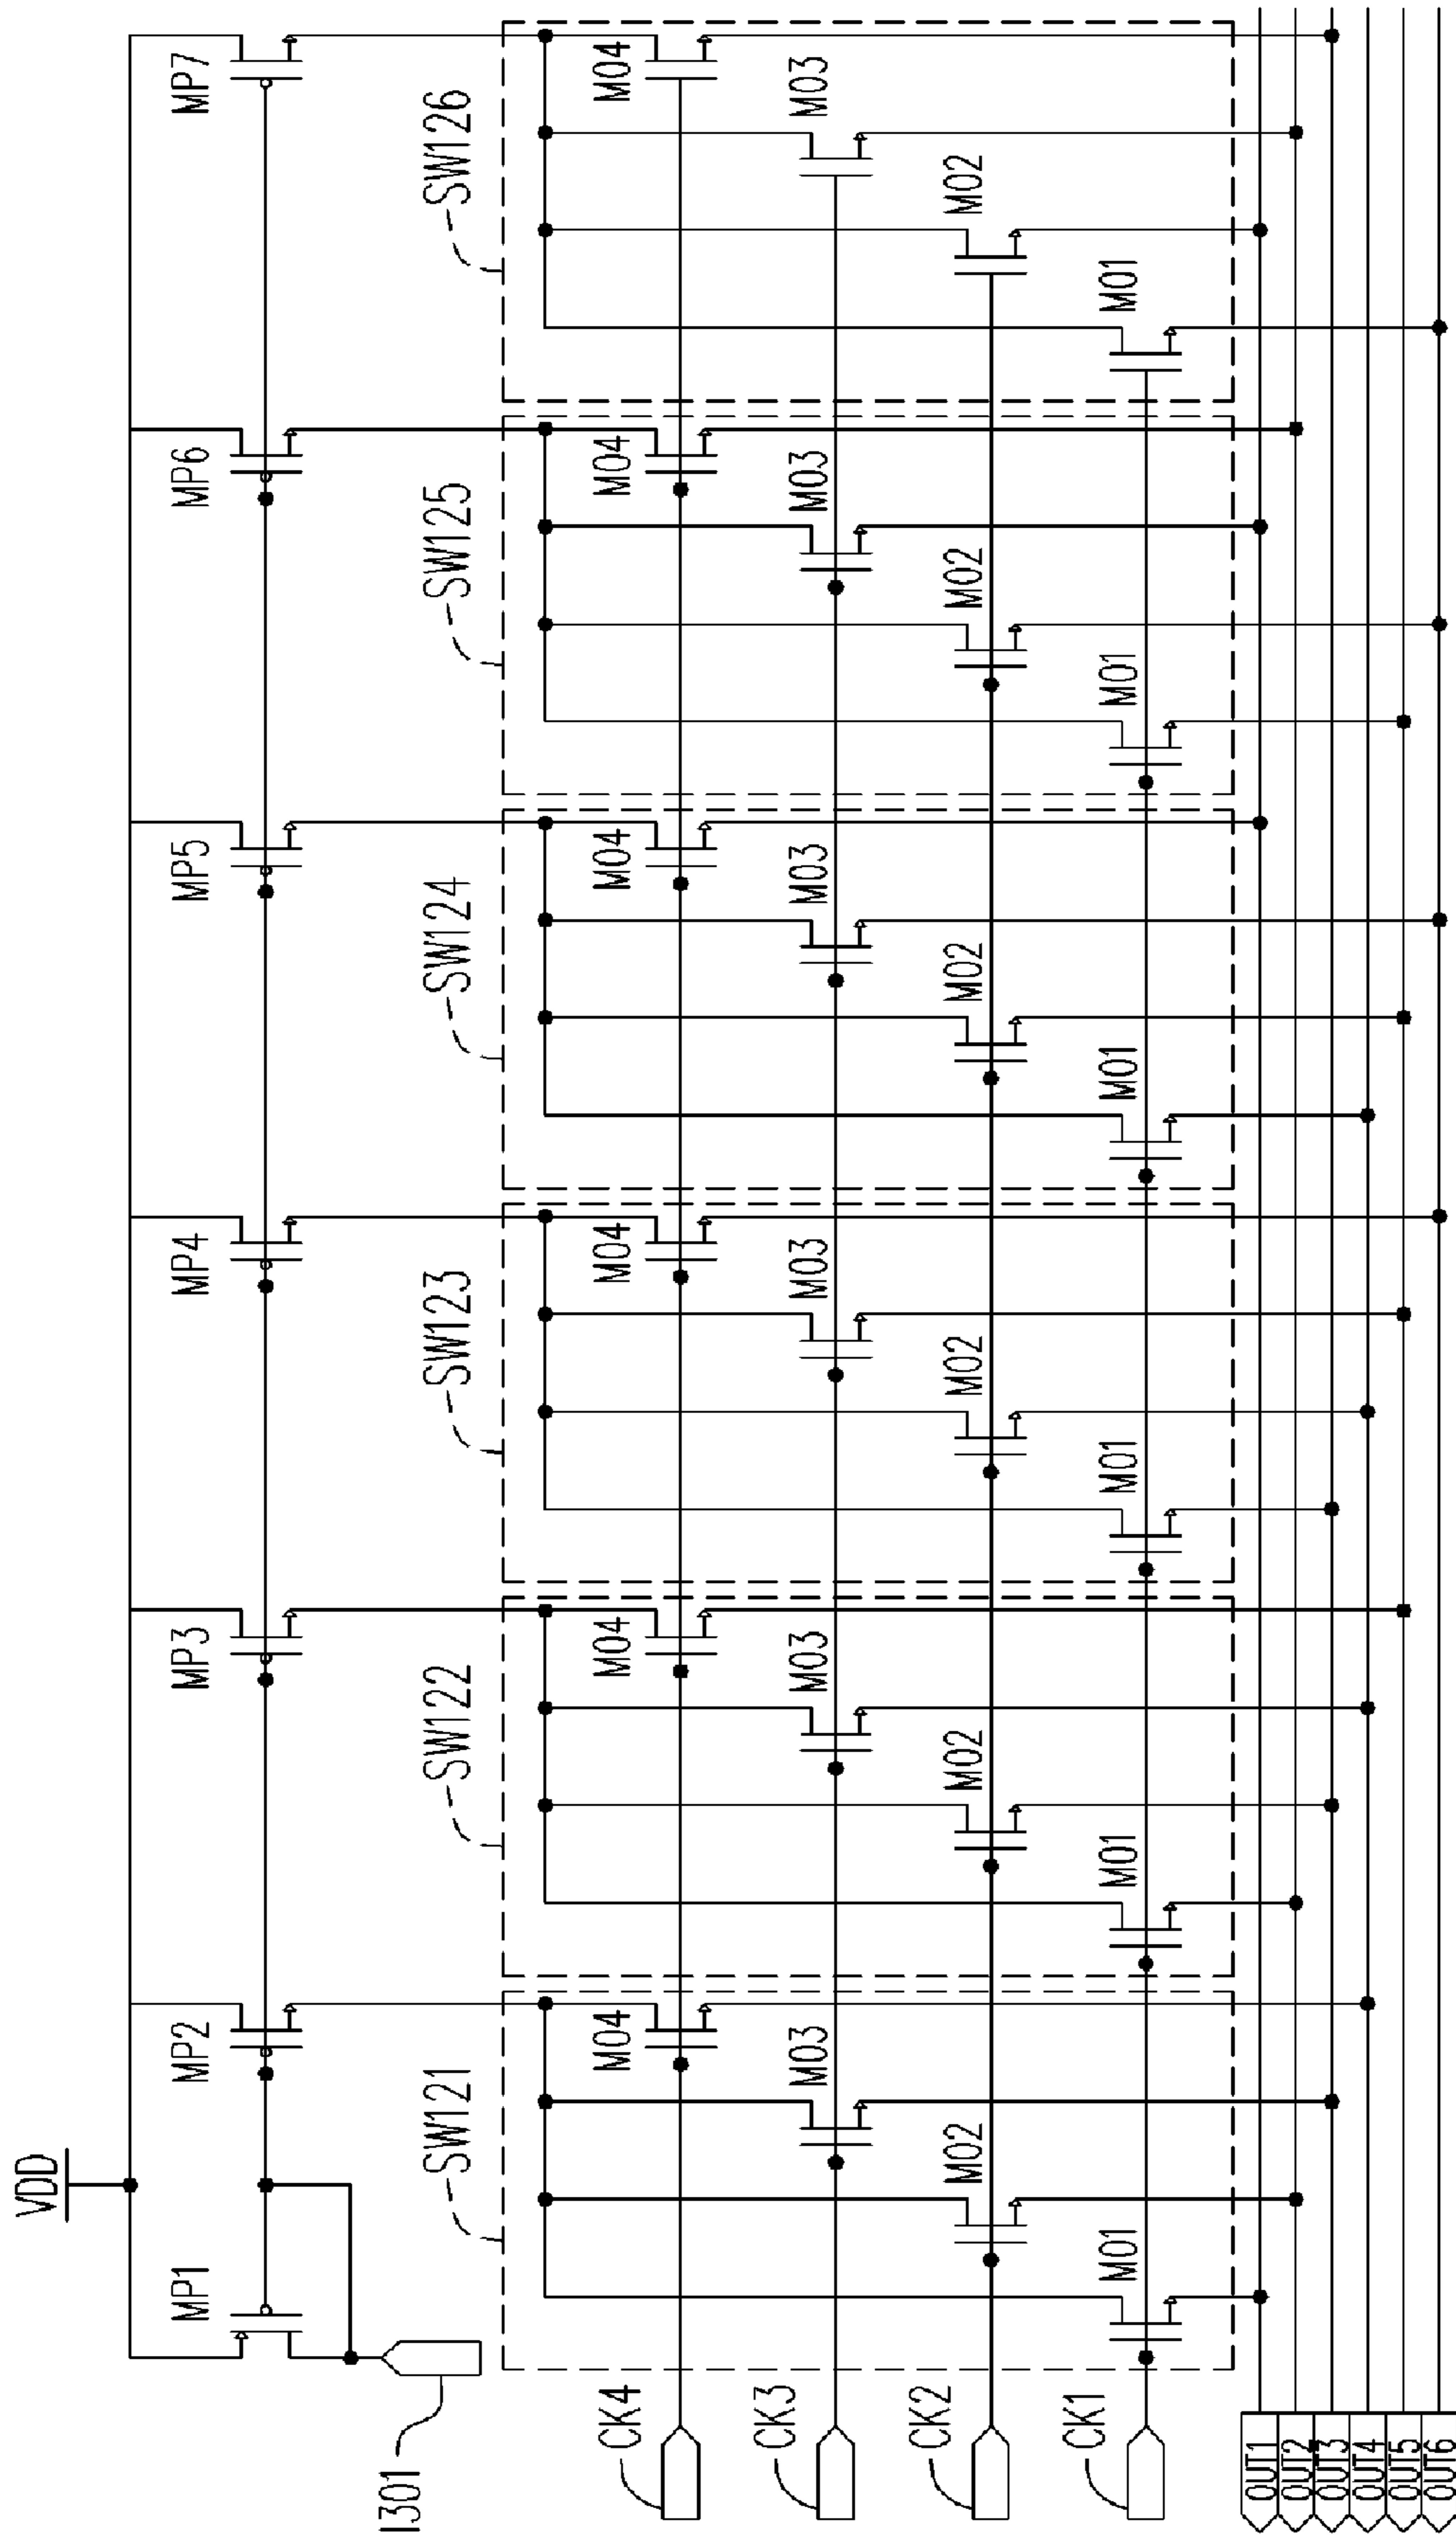 VDD
MP1
MP2
MP3
MP4
MP5
MP6
MP7
I301
SW121
SW122
SW123
SW124
SW125
SW126
CK4
M04
M04
M04
M04
M04
M04
CK3
M03
M03
M03
M03
M03
M03
CK2
M02
M02
M02
M02
M02
M02
CK1
M01
M01
M01
M01
M01
M01
OUT1
OUT2
OUT3
OUT4
OUT5
OUT6